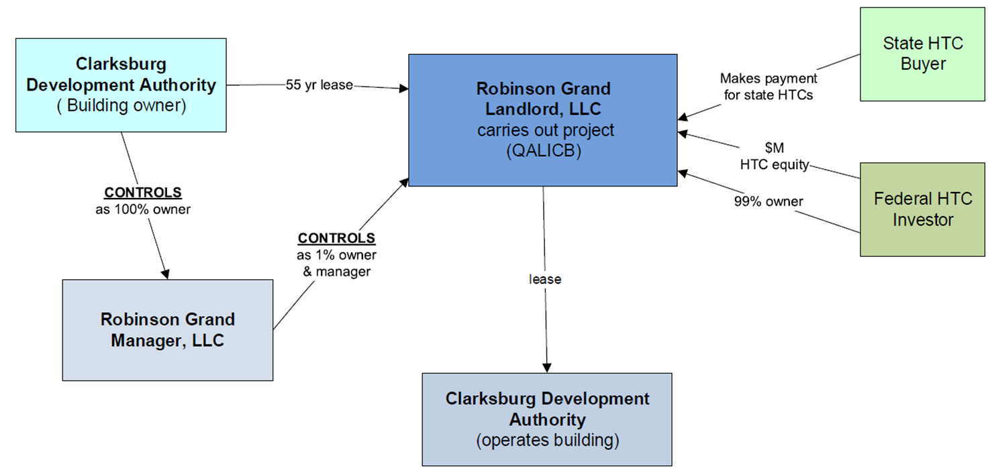 Clarksburg
Development Authority
( Building owner)
55 yr lease
Robinson Grand
Landlord, LLC
carries out project
(QALICB)
Makes payment
for state HTCs
State HTC
Buyer
$M
HTC equity
99% owner
Federal HTC
Investor
CONTROLS
as 100% owner
CONTROLS
as 1% owner
& manager
Robinson Grand
Manager, LLC
lease
Clarksburg Development
Authority
(operates building)